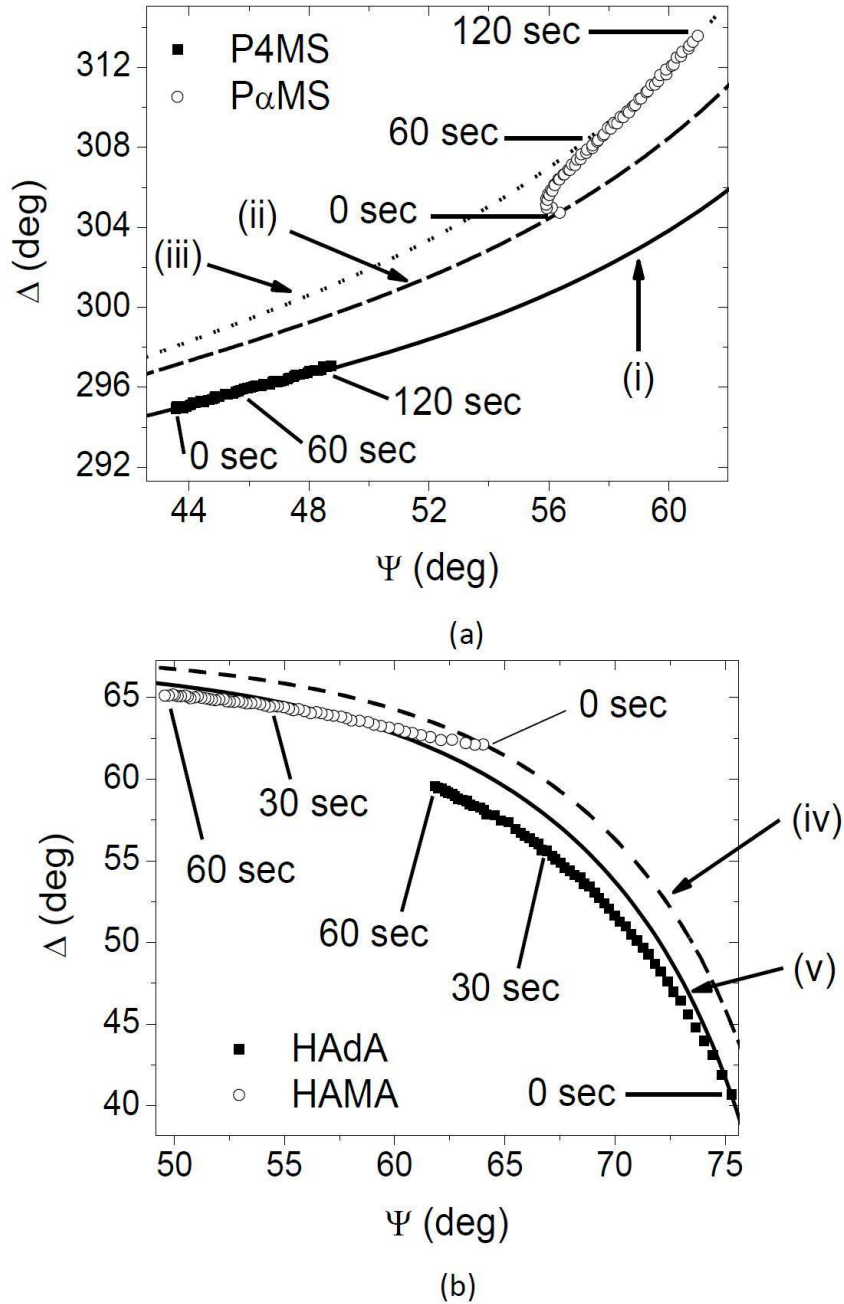 P4MS
PαMS
120 sec
60 sec
0 sec
(ii)
(iii)
(i)
120 sec
0 sec
60 sec
312
308
304
300
296
292
Δ (deg)
44 48 52 56 60
Ψ (deg)
(a)
0 sec
30 sec
60 sec
(iv)
60 sec
30 sec
(v)
HAdA
HAMA
0 sec
65
60
55
50
45
40
Δ (deg)
50 55 60 65 70 75
Ψ (deg)
(b)